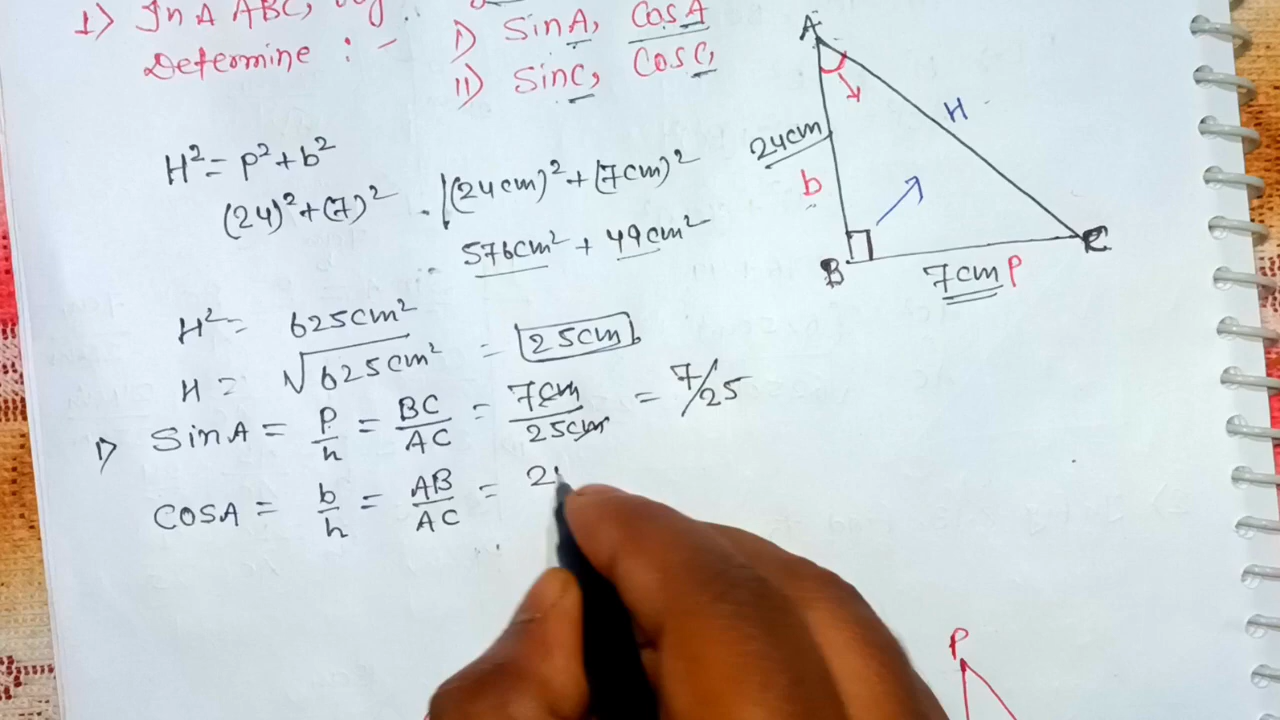 1) In Δ ABC,
Determine :- I) SinA, CosA
II) SinC, CosC,
H² = p² + b²
(24)² + (7)² . (24cm)² + (7cm)²
576cm² + 49cm²
H² = 625cm²
H = √625cm² = 25cm
I) SinA = P/h = BC/AC = 7cm/25cm = 7/25
COSA = b/h = AB/AC = 2
A
H
24cm
b
B
7cm P
C
P